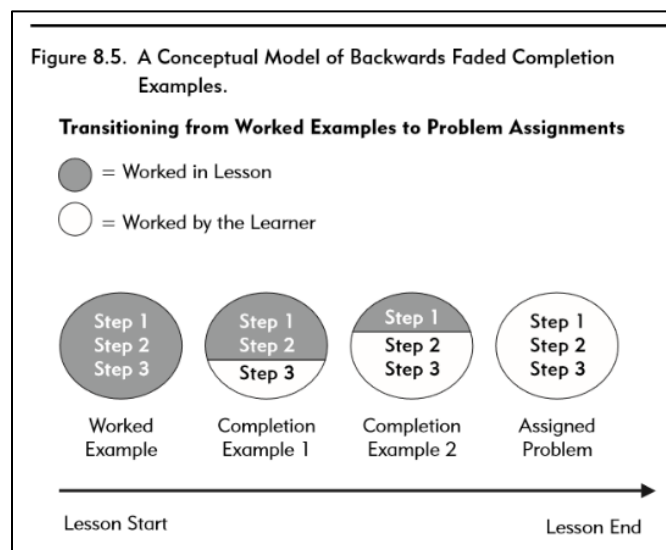 Figure 8.5. A Conceptual Model of Backwards Faded Completion
Examples.
Transitioning from Worked Examples to Problem Assignments
= Worked in Lesson
= Worked by the Learner
Step 1
Step 2
Step 3
Step 1
Step 2
Step 3
Step 1
Step 2
Step 3
Step 1
Step 2
Step 3
Worked
Example
Completion
Example 1
Completion
Example 2
Assigned
Problem
Lesson Start
Lesson End